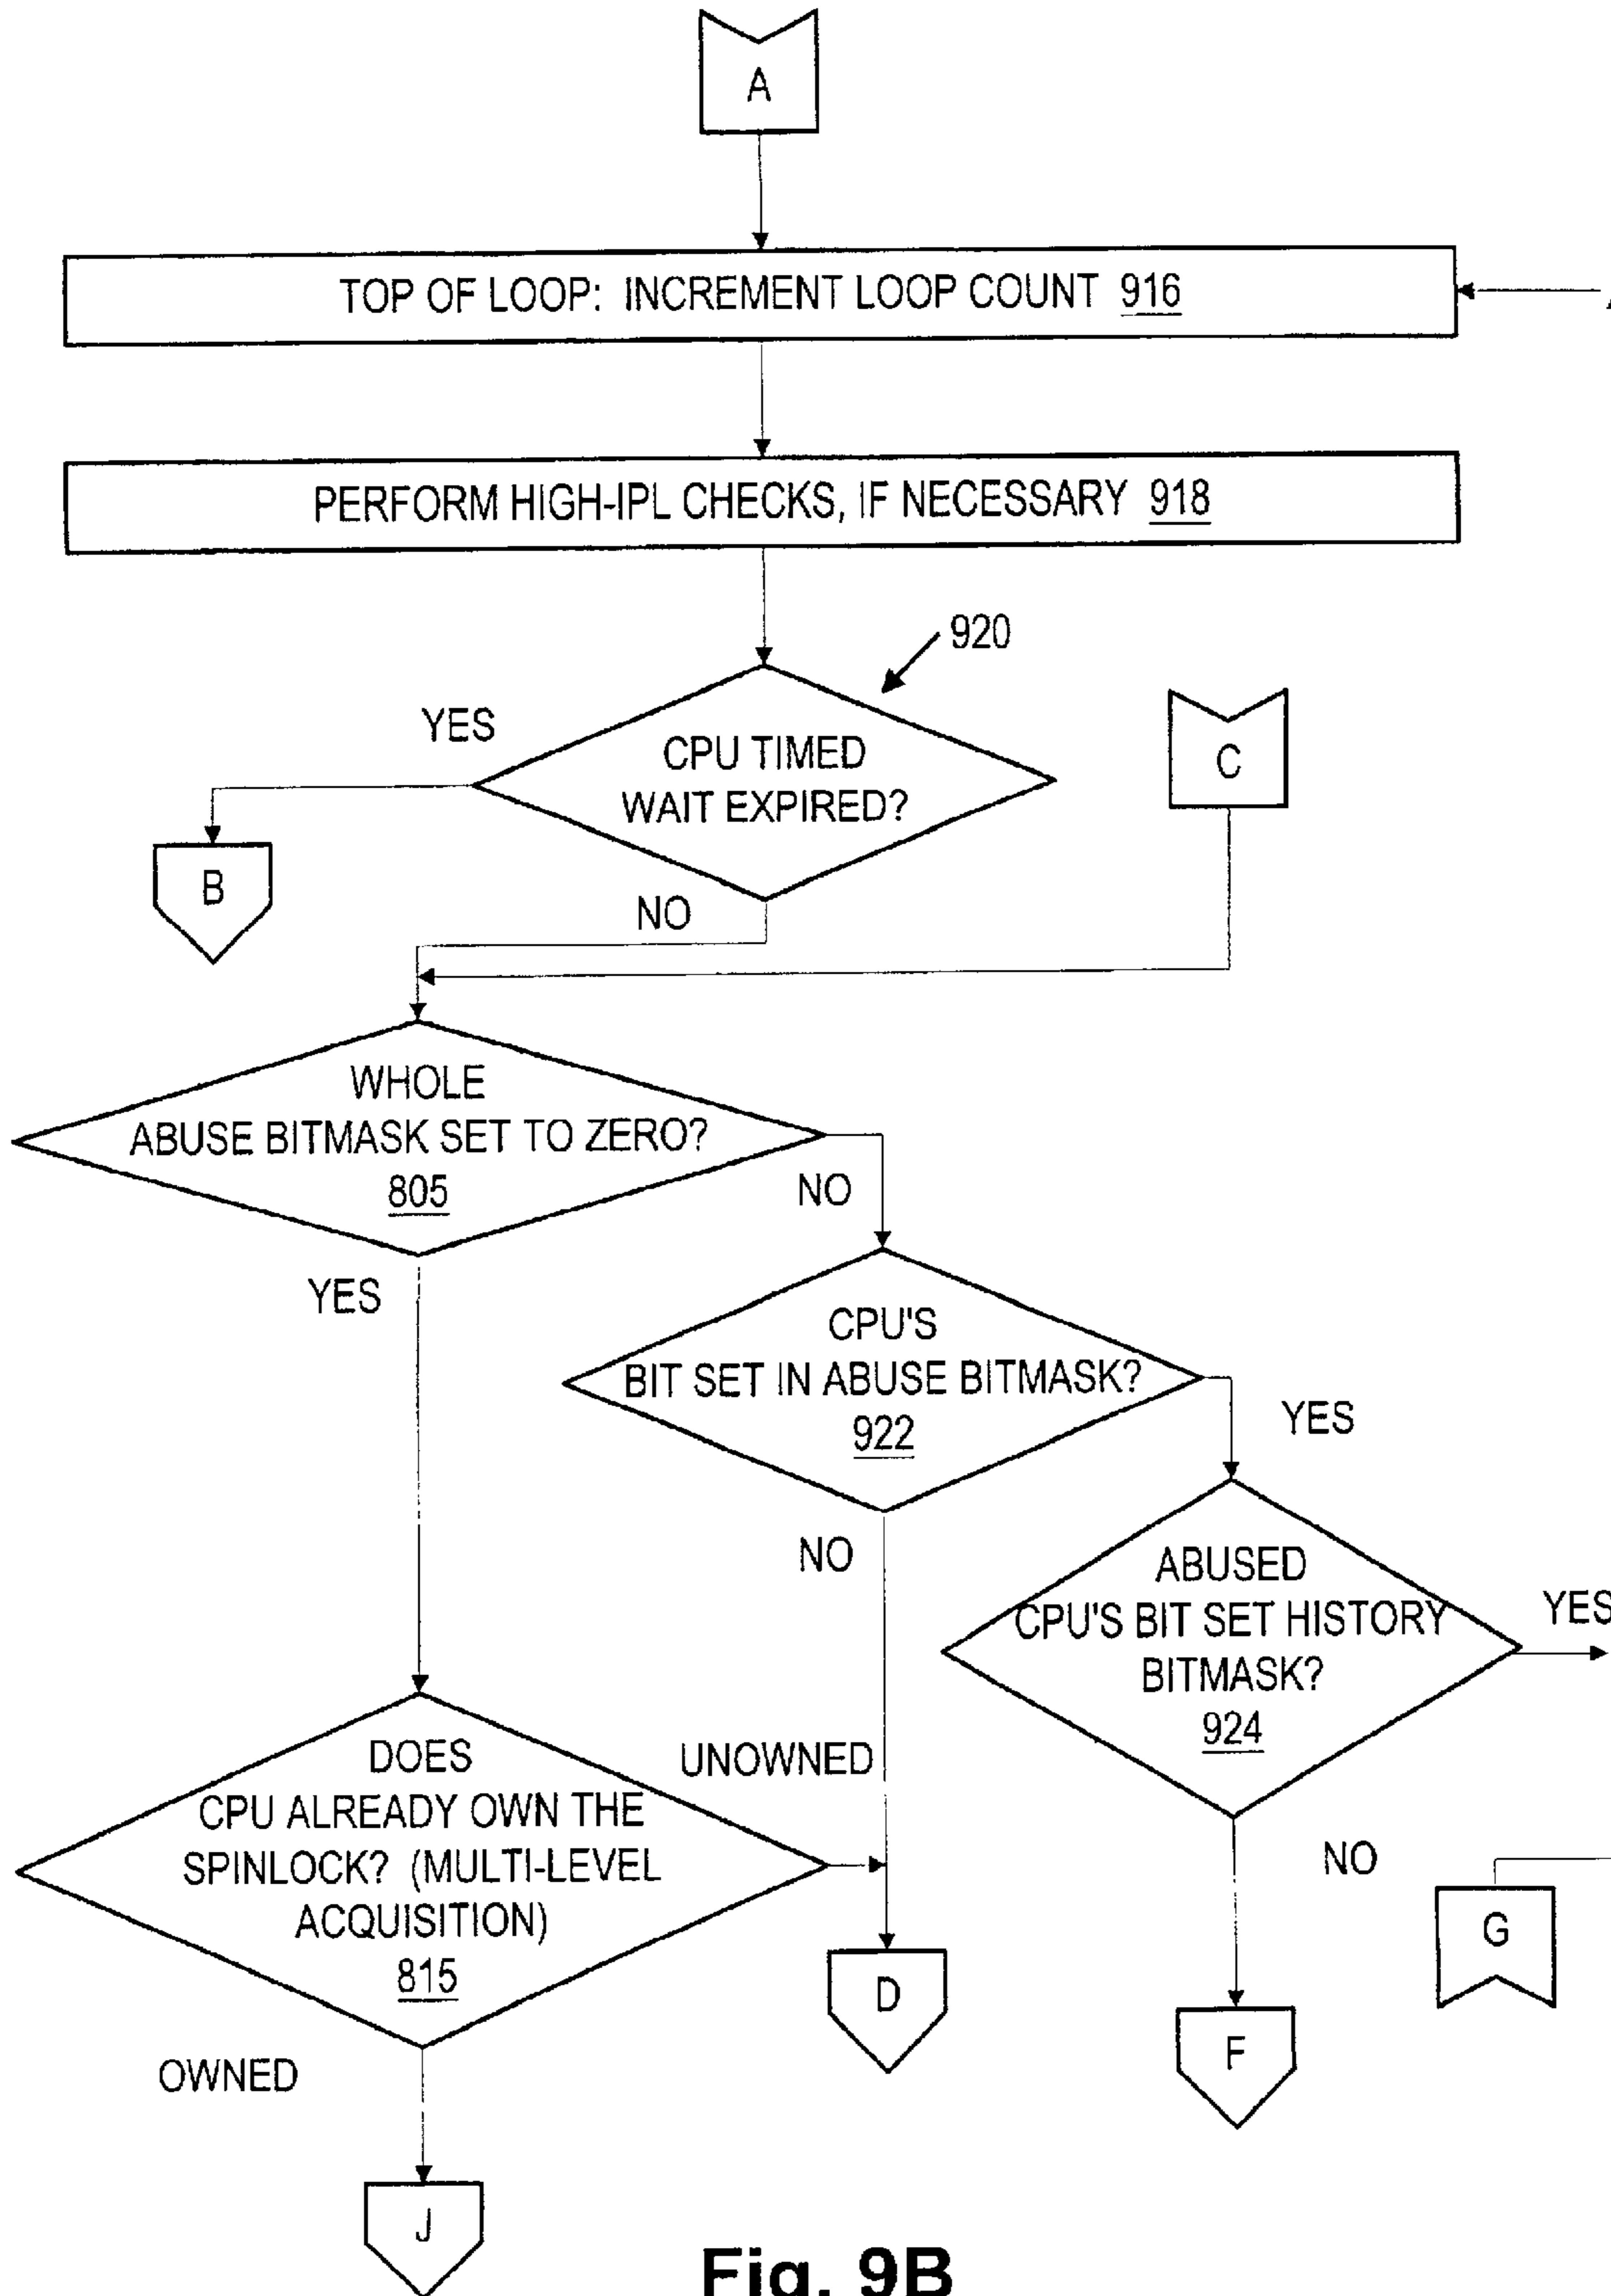 A
TOP OF LOOP: INCREMENT LOOP COUNT 916
PERFORM HIGH-IPL CHECKS, IF NECESSARY 918
920
YES
CPU TIMED
WAIT EXPIRED?
C
B
NO
WHOLE
ABUSE BITMASK SET TO ZERO?
805
NO
YES
CPU'S
BIT SET IN ABUSE BITMASK?
922
YES
NO
ABUSED
CPU'S BIT SET HISTORY
BITMASK?
924
YES
DOES
CPU ALREADY OWN THE
SPINLOCK? (MULTI-LEVEL
ACQUISITION)
815
UNOWNED
NO
G
D
F
OWNED
J
Fig. 9B